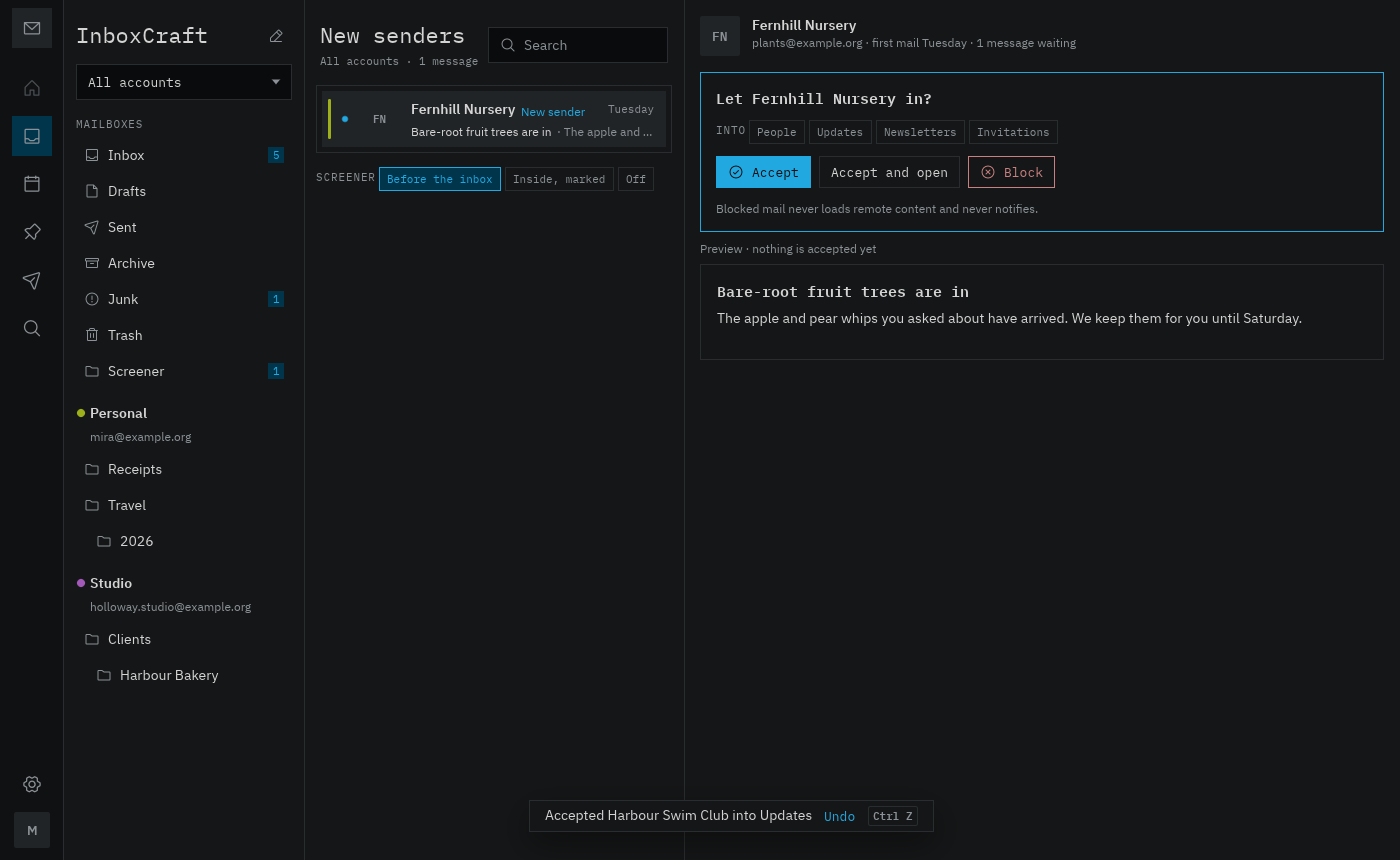 InboxCraft
All accounts
MAILBOXES
Inbox 5
Drafts
Sent
Archive
Junk 1
Trash
Screener 1
Personal
mira@example.org
Receipts
Travel
2026
Studio
holloway.studio@example.org
Clients
Harbour Bakery
M
New senders
All accounts · 1 message
Search
FN
Fernhill Nursery New sender Tuesday
Bare-root fruit trees are in · The apple and …
SCREENER Before the inbox Inside, marked Off
FN
Fernhill Nursery
plants@example.org · first mail Tuesday · 1 message waiting
Let Fernhill Nursery in?
INTO People Updates Newsletters Invitations
Accept Accept and open Block
Blocked mail never loads remote content and never notifies.
Preview · nothing is accepted yet
Bare-root fruit trees are in
The apple and pear whips you asked about have arrived. We keep them for you until Saturday.
Accepted Harbour Swim Club into Updates Undo Ctrl Z